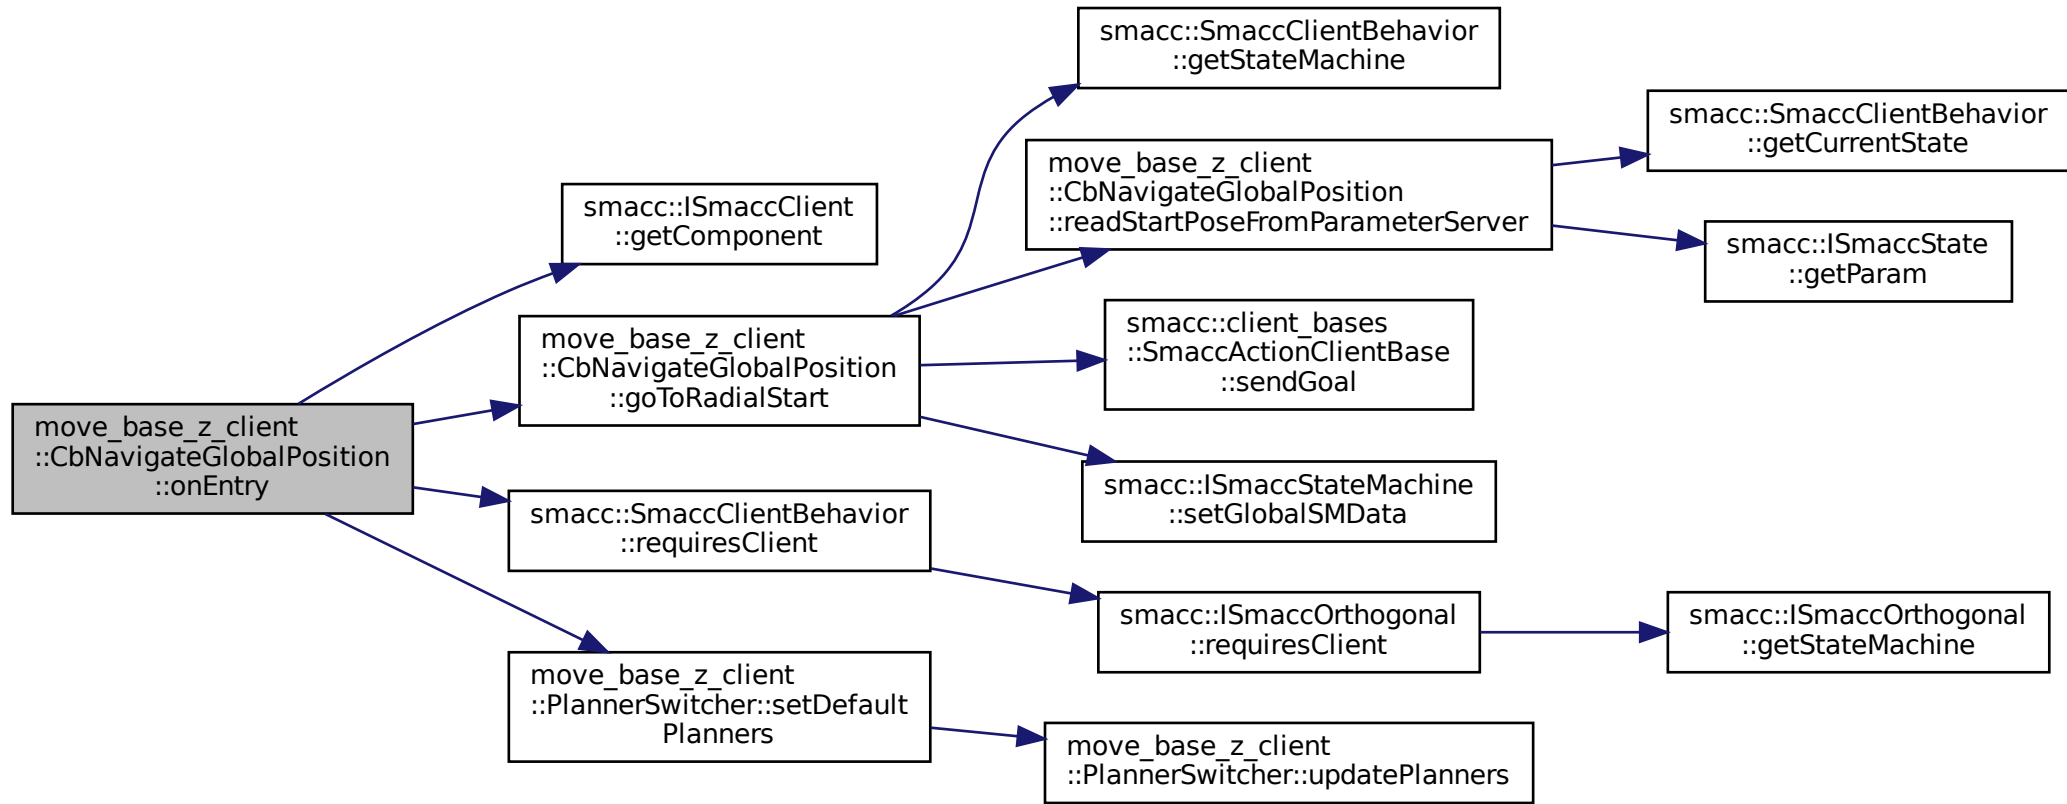 move_base_z_client
::CbNavigateGlobalPosition
::onEntry
smacc::ISmaccClient
::getComponent
move_base_z_client
::CbNavigateGlobalPosition
::goToRadialStart
smacc::SmaccClientBehavior
::requiresClient
move_base_z_client
::PlannerSwitcher::setDefault
Planners
smacc::SmaccClientBehavior
::getStateMachine
move_base_z_client
::CbNavigateGlobalPosition
::readStartPoseFromParameterServer
smacc::client_bases
::SmaccActionClientBase
::sendGoal
smacc::ISmaccStateMachine
::setGlobalSMData
smacc::ISmaccOrthogonal
::requiresClient
move_base_z_client
::PlannerSwitcher::updatePlanners
smacc::SmaccClientBehavior
::getCurrentState
smacc::ISmaccState
::getParam
smacc::ISmaccOrthogonal
::getStateMachine